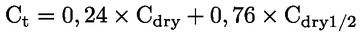 C_t = 0,24 × C_dry + 0,76 × C_dry1/2